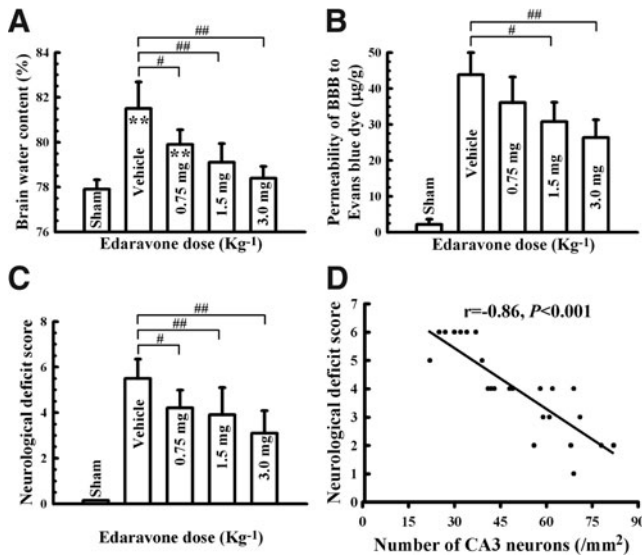 A
##
##
#
Brain water content (%)
84
82
80
78
76
**
**
Sham
Vehicle
0.75 mg
1.5 mg
3.0 mg
Edaravone dose (Kg-1)
B
##
#
Permeability of BBB to
Evans blue dye (µg/g)
50
40
30
20
10
0
Sham
Vehicle
0.75 mg
1.5 mg
3.0 mg
Edaravone dose (Kg-1)
C
##
##
#
Neurological deficit score
8
6
4
2
0
Sham
Vehicle
0.75 mg
1.5 mg
3.0 mg
Edaravone dose (Kg-1)
D
r=-0.86, P<0.001
Neurological deficit score
7
6
5
4
3
2
1
0
0 15 30 45 60 75 90
Number of CA3 neurons (/mm2)